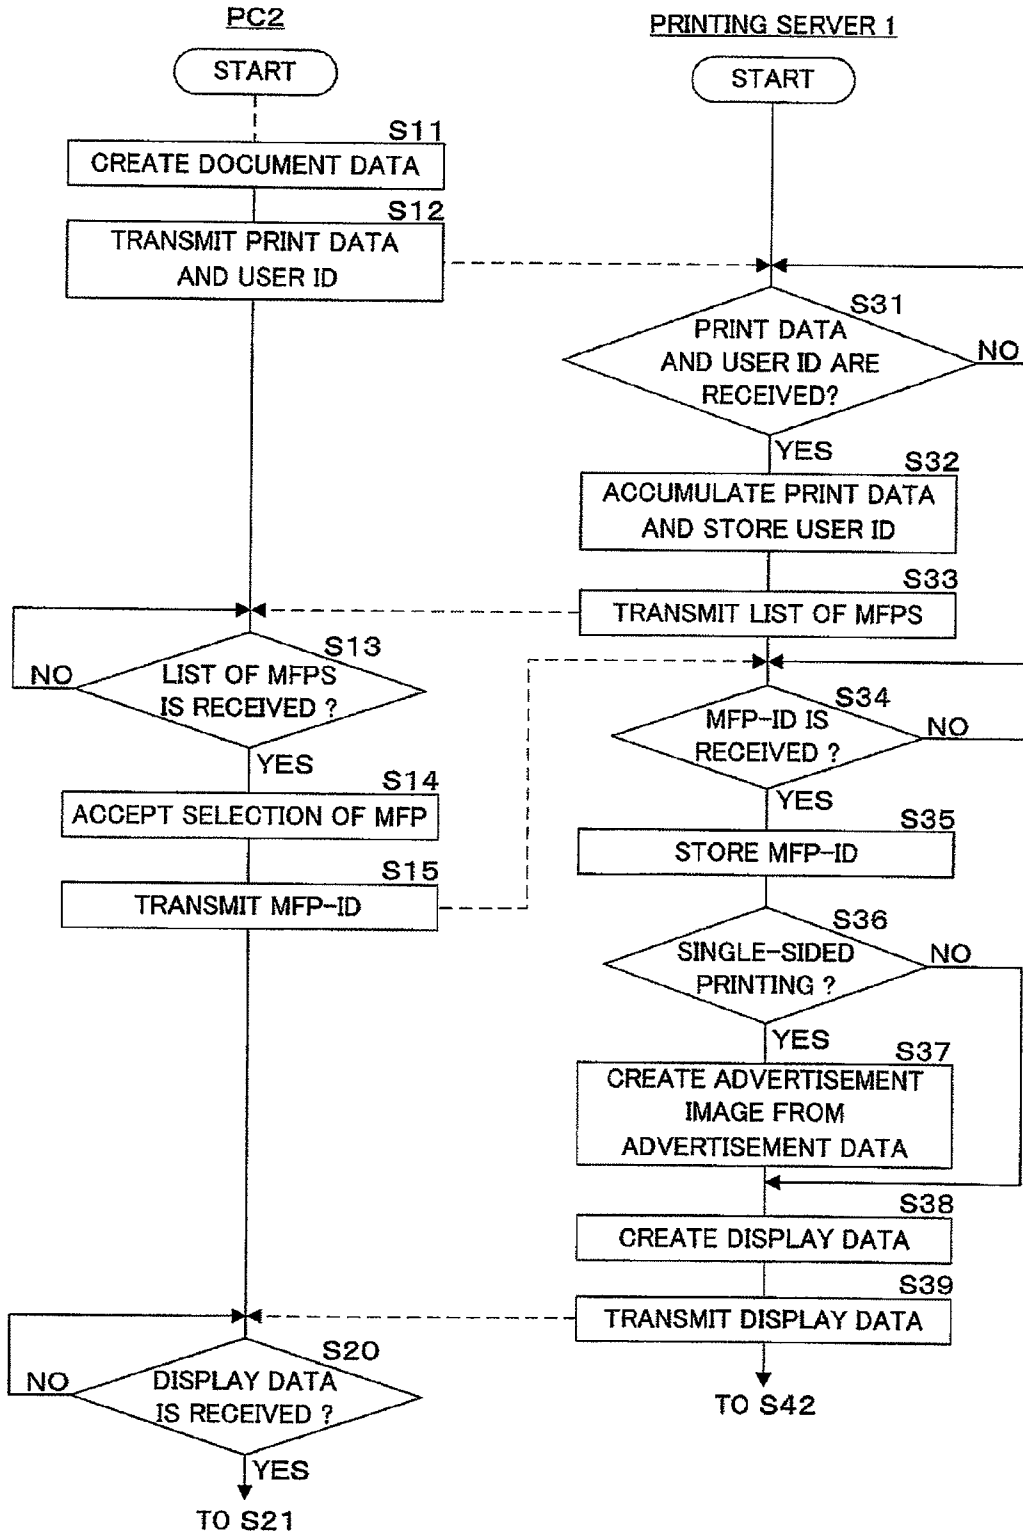 PC2
START
S11
CREATE DOCUMENT DATA
S12
TRANSMIT PRINT DATA
AND USER ID
S13
LIST OF MFPS
IS RECEIVED ?
NO
YES
S14
ACCEPT SELECTION OF MFP
S15
TRANSMIT MFP-ID
S20
DISPLAY DATA
IS RECEIVED ?
NO
YES
TO S21
PRINTING SERVER 1
START
S31
PRINT DATA
AND USER ID ARE
RECEIVED?
NO
YES
S32
ACCUMULATE PRINT DATA
AND STORE USER ID
S33
TRANSMIT LIST OF MFPS
S34
MFP-ID IS
RECEIVED ?
NO
YES
S35
STORE MFP-ID
S36
SINGLE-SIDED
PRINTING ?
NO
YES
S37
CREATE ADVERTISEMENT
IMAGE FROM
ADVERTISEMENT DATA
S38
CREATE DISPLAY DATA
S39
TRANSMIT DISPLAY DATA
TO S42